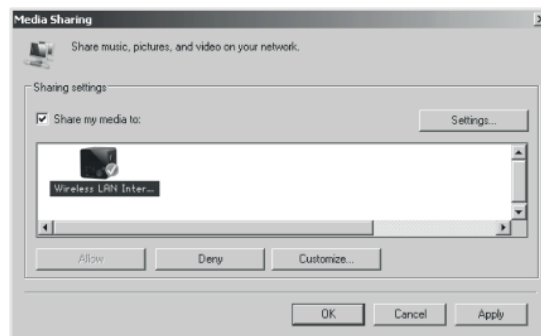 Media Sharing
Share music, pictures, and video on your network.
Sharing settings
Share my media to:
Settings...
Wireless LAN Inter...
Allow
Deny
Customize...
OK
Cancel
Apply